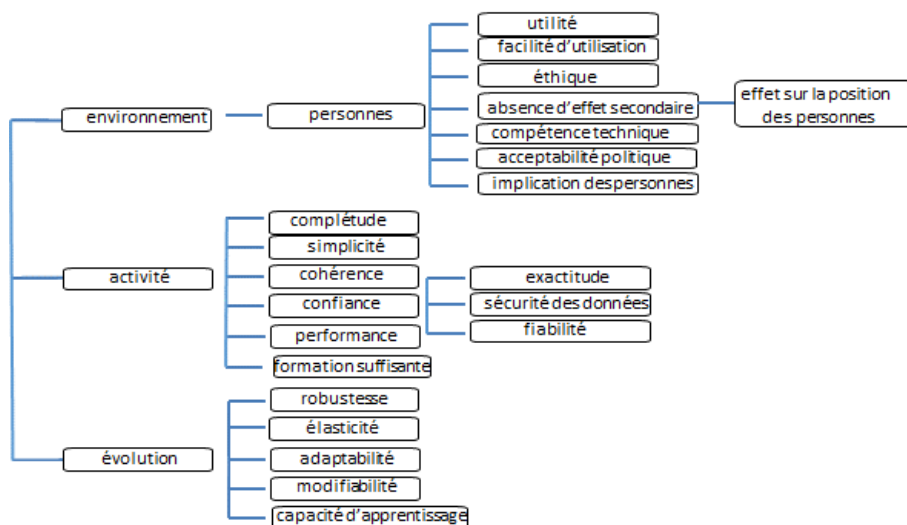 environnement
personnes
utilité
facilité d'utilisation
éthique
absence d'effet secondaire
effet sur la position
des personnes
compétence technique
acceptabilité politique
implication des personnes
activité
complétude
simplicité
cohérence
confiance
exactitude
sécurité des données
fiabilité
performance
formation suffisante
évolution
robustesse
élasticité
adaptabilité
modifiabilité
capacité d'apprentissage